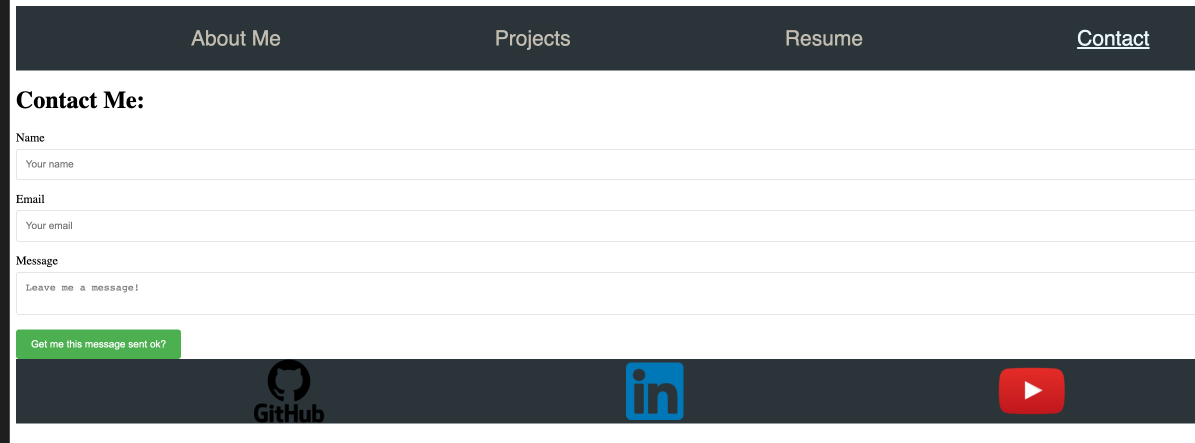 About Me Projects Resume Contact
Contact Me:
Name
Your name
Email
Your email
Message
Leave me a message!
Get me this message sent ok?
GitHub in